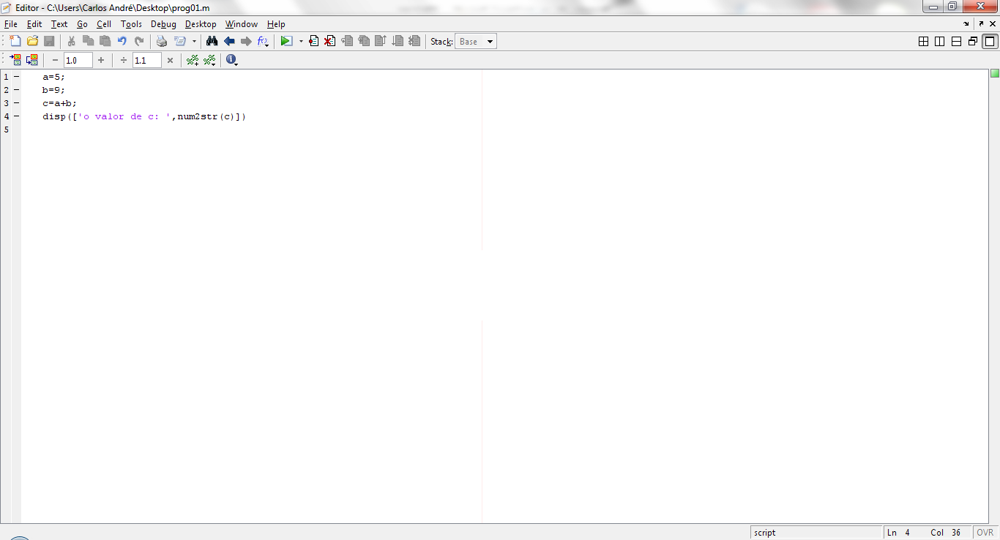 Editor - C:\Users\Carlos André\Desktop\prog01.m
File Edit Text Go Cell Tools Debug Desktop Window Help
Stack: Base
1.0 1.1
1 a=5;
2 b=9;
3 c=a+b;
4 disp(['o valor de c: ',num2str(c)])
5
script Ln 4 Col 36 OVR